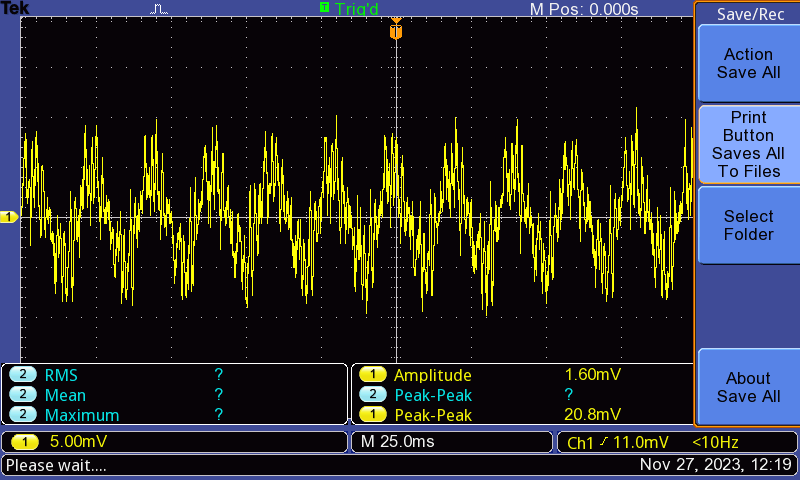 Tek
T Trig'd
M Pos: 0.000s
Save/Rec
T
Action
Save All
Print
Button
Saves All
To Files
1
Select
Folder
About
Save All
2 RMS ?
2 Mean ?
2 Maximum ?
1 Amplitude 1.60mV
2 Peak-Peak ?
1 Peak-Peak 20.8mV
1 5.00mV
M 25.0ms
Ch1 11.0mV <10Hz
Please wait....
Nov 27, 2023, 12:19